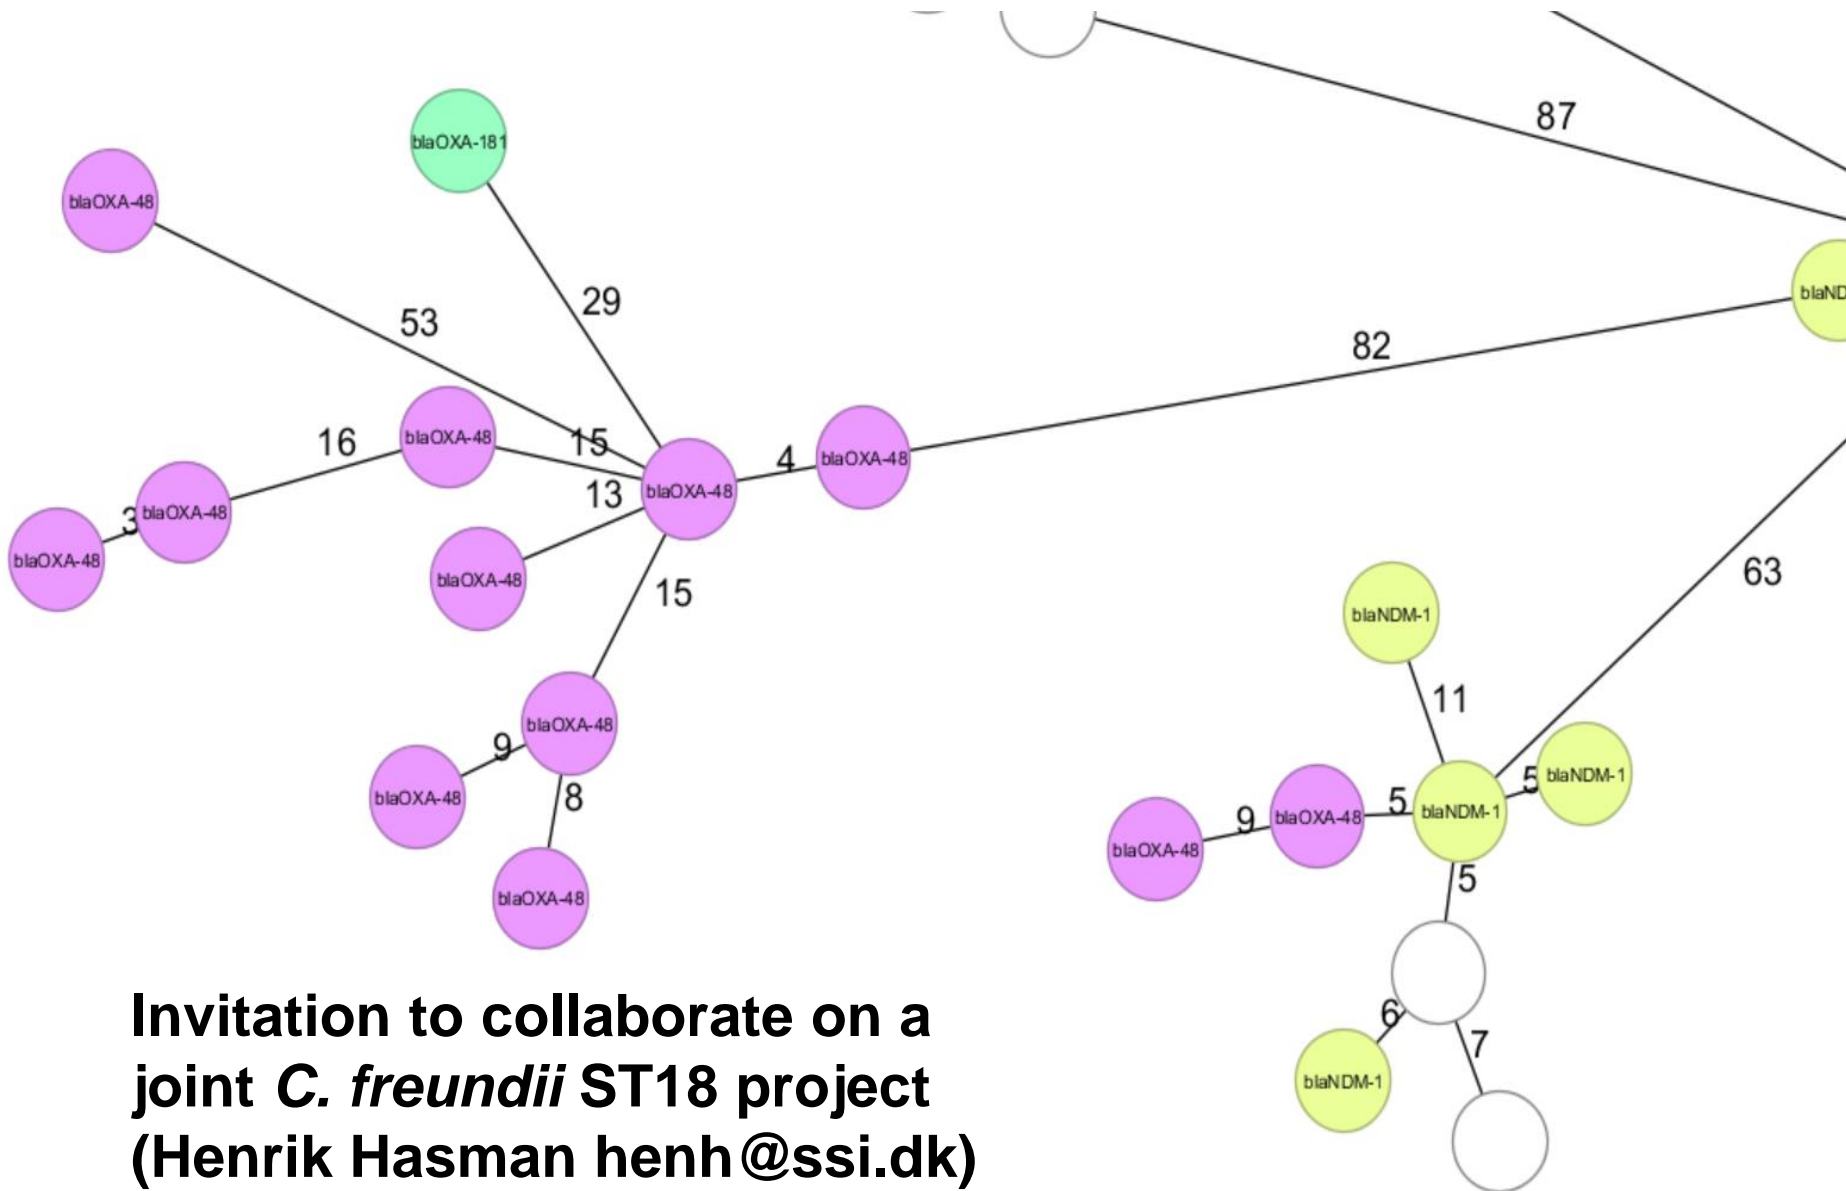 87
blaOXA-181
blaOXA-48
29
blaND
53
82
15
16
blaOXA-48
4
blaOXA-48
13
blaOXA-48
3
blaOXA-48
blaOXA-48
blaOXA-48
63
15
blaNDM-1
11
blaOXA-48
9
5
blaNDM-1
blaOXA-48
8
9
5
blaNDM-1
blaOXA-48
blaOXA-48
5
blaOXA-48
6
7
blaNDM-1
Invitation to collaborate on a
joint C. freundii ST18 project
(Henrik Hasman henh@ssi.dk)